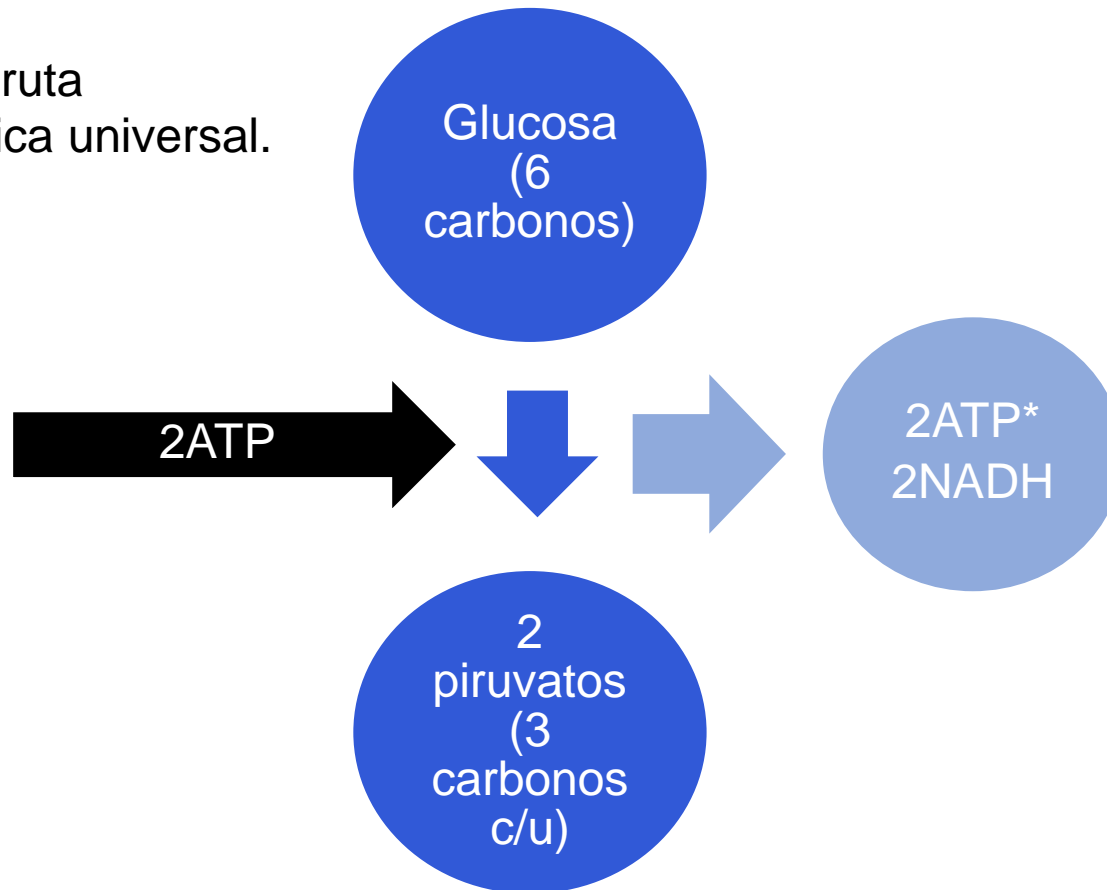 ruta
ica universal.
Glucosa
(6
carbonos)
2ATP
2ATP*
2NADH
2
piruvatos
(3
carbonos
c/u)